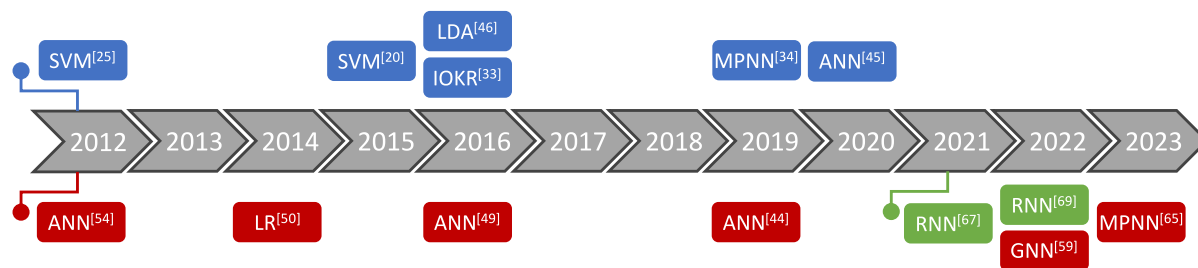 LDA[46]
SVM[25] SVM[20] MPNN[34] ANN[45]
IOKR[33]
2012 2013 2014 2015 2016 2017 2018 2019 2020 2021 2022 2023
RNN[69]
ANN[54] LR[50] ANN[49] ANN[44] RNN[67] MPNN[65]
GNN[59]